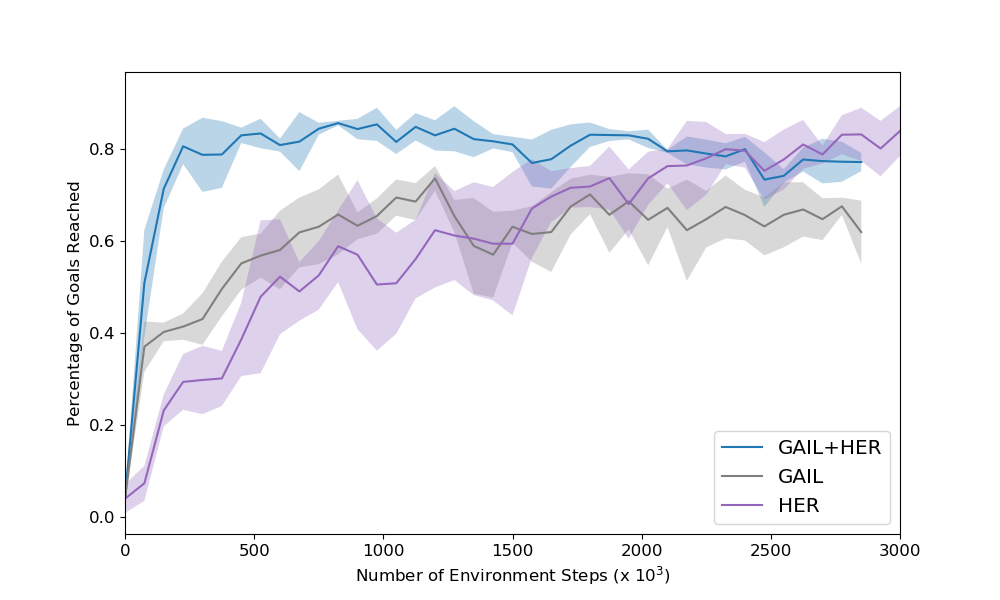 Percentage of Goals Reached
0.8
0.6
0.4
0.2
0.0
GAIL+HER
GAIL
HER
0 500 1000 1500 2000 2500 3000
Number of Environment Steps (x 10³)